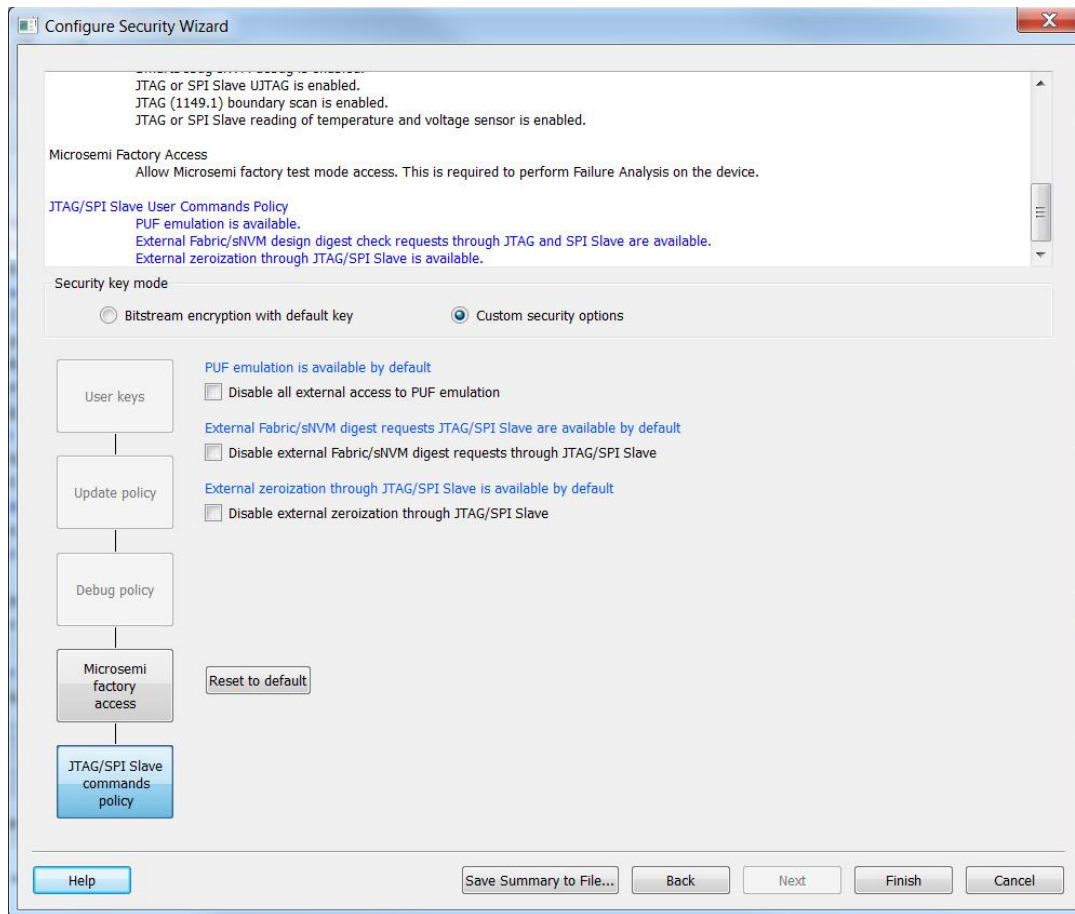 Configure Security Wizard
JTAG or SPI Slave UJTAG is enabled.
JTAG (1149.1) boundary scan is enabled.
JTAG or SPI Slave reading of temperature and voltage sensor is enabled.
Microsemi Factory Access
Allow Microsemi factory test mode access. This is required to perform Failure Analysis on the device.
JTAG/SPI Slave User Commands Policy
PUF emulation is available.
External Fabric/sNVM design digest check requests through JTAG and SPI Slave are available.
External zeroization through JTAG/SPI Slave is available.
Security key mode
Bitstream encryption with default key
Custom security options
User keys
PUF emulation is available by default
Disable all external access to PUF emulation
External Fabric/sNVM digest requests JTAG/SPI Slave are available by default
Disable external Fabric/sNVM digest requests through JTAG/SPI Slave
Update policy
External zeroization through JTAG/SPI Slave is available by default
Disable external zeroization through JTAG/SPI Slave
Debug policy
Microsemi
factory
access
Reset to default
JTAG/SPI Slave
commands
policy
Help
Save Summary to File...
Back
Next
Finish
Cancel